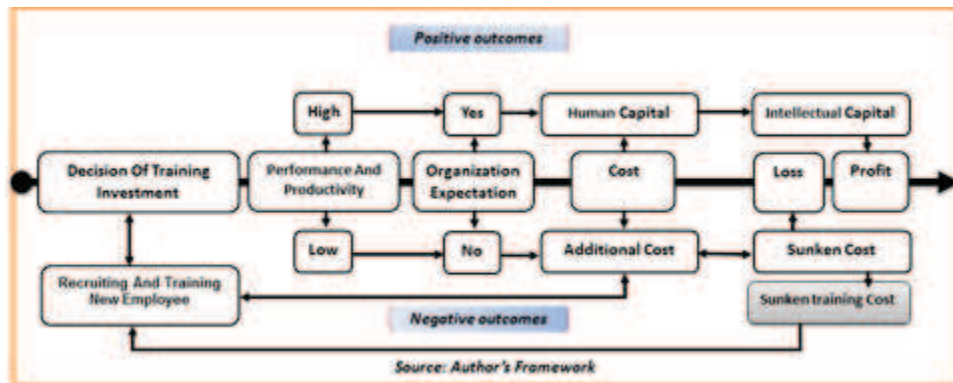 Positive outcomes
High
Yes
Human Capital
Intellectual Capital
Decision Of Training
Investment
Performance And
Productivity
Organization
Expectation
Cost
Loss
Profit
Low
No
Additional Cost
Sunken Cost
Recruiting And Training
New Employee
Sunken training Cost
Negative outcomes
Source: Author's Framework